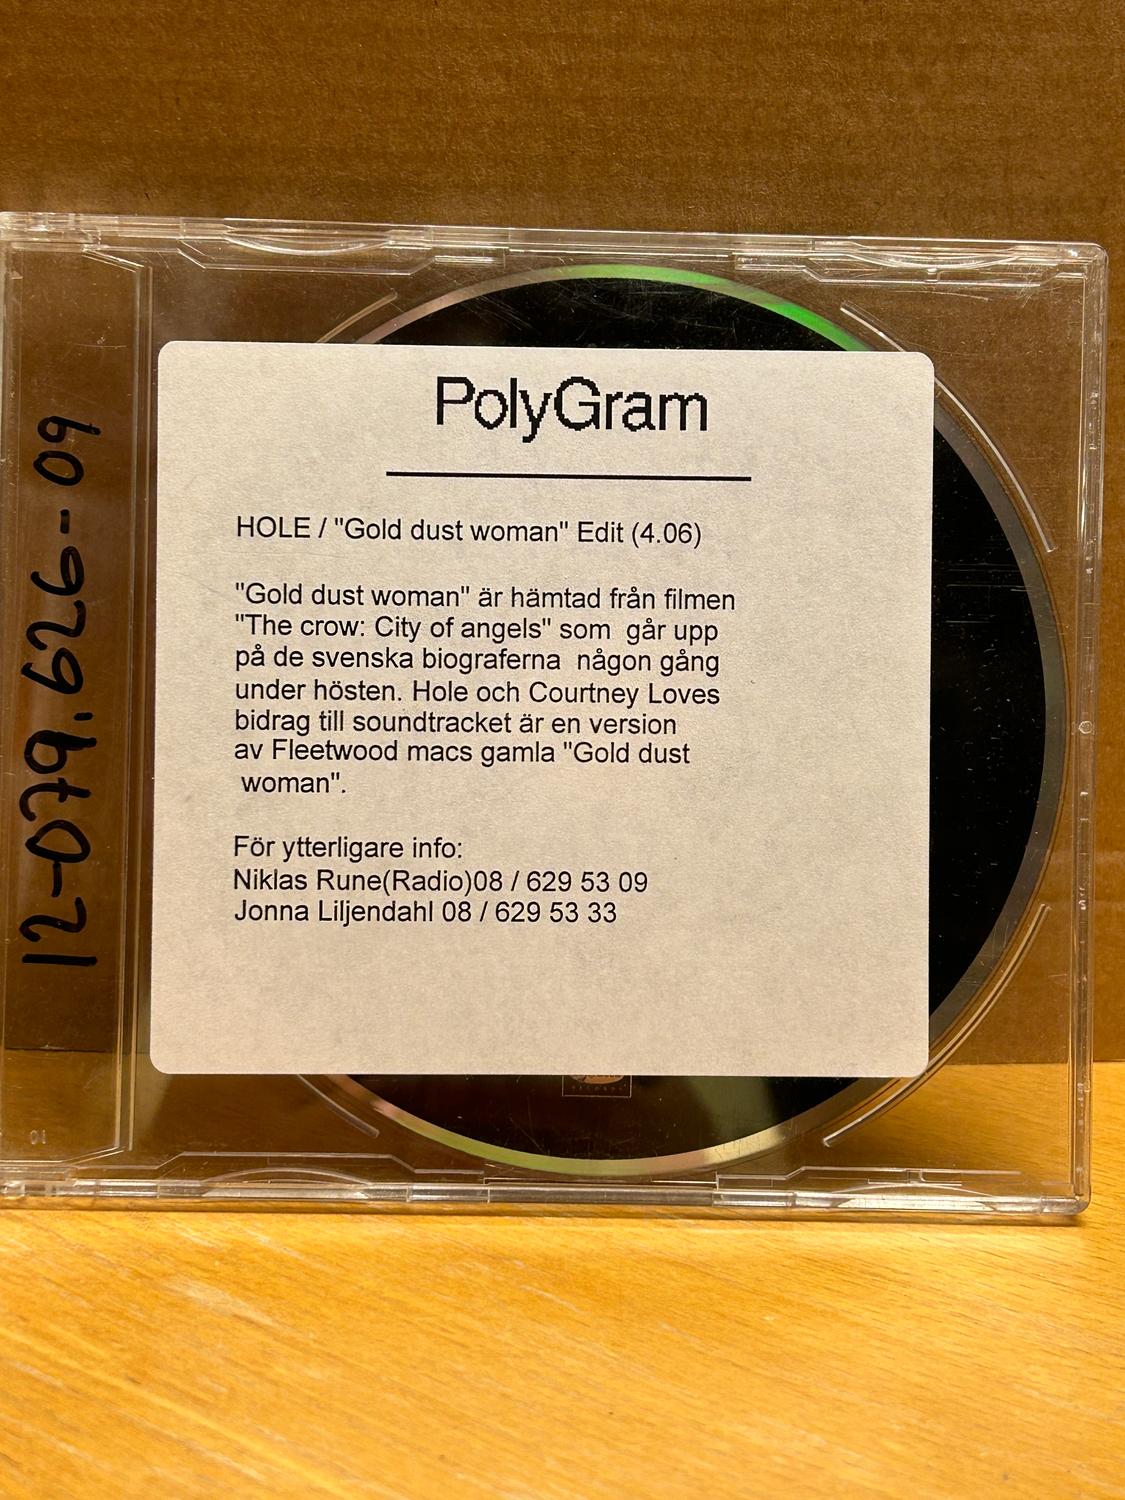 12-079.626-09
PolyGram
HOLE / "Gold dust woman" Edit (4.06)
"Gold dust woman" är hämtad från filmen
"The crow: City of angels" som  går upp
på de svenska biograferna  någon gång
under hösten. Hole och Courtney Loves
bidrag till soundtracket är en version
av Fleetwood macs gamla "Gold dust
woman".
För ytterligare info:
Niklas Rune(Radio)08 / 629 53 09
Jonna Liljendahl 08 / 629 53 33